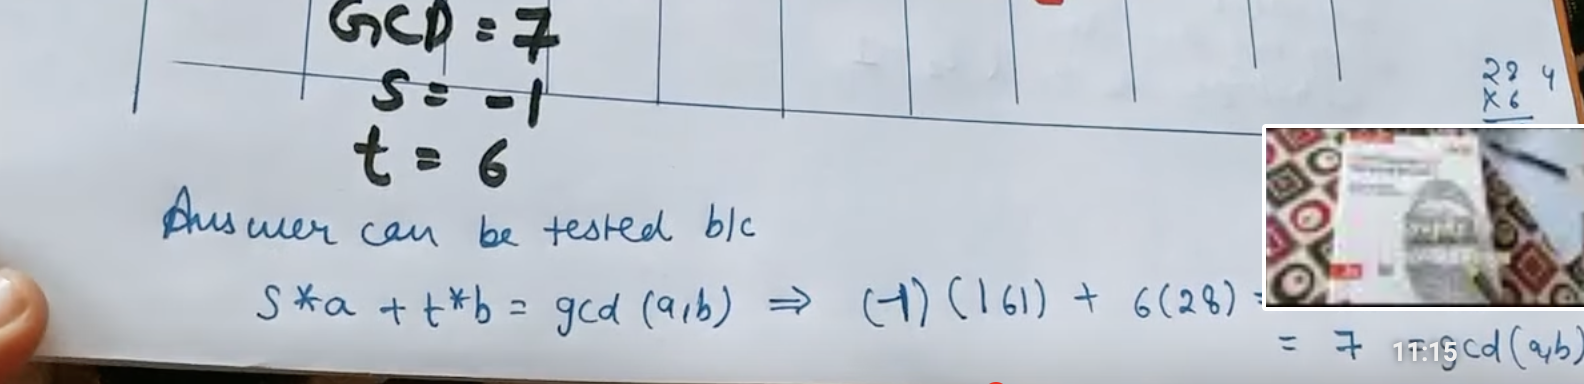 GCD = 7
S = -1
t = 6
28 4
x 6
Answer can be tested b/c
S*a + t*b = gcd (a,b) ⇒ (-1) (161) + 6(28) =
= 7 = gcd (a,b)
11:15